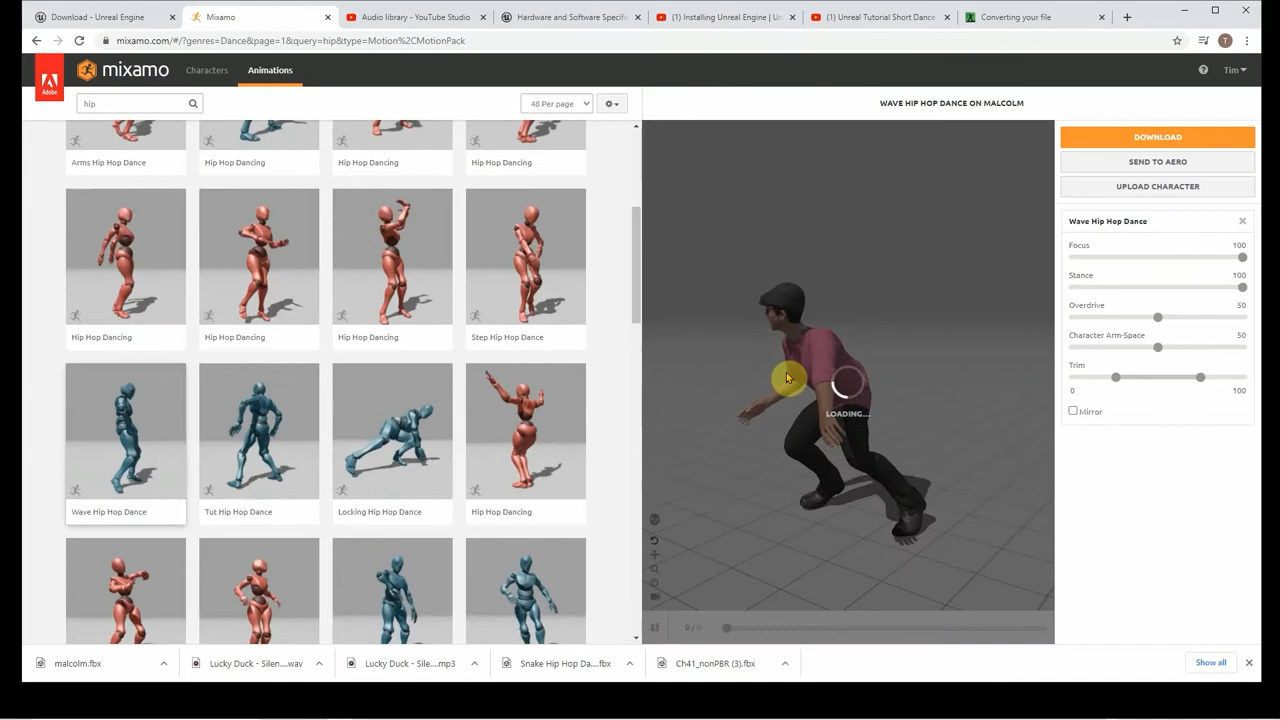 Download - Unreal Engine
Mixamo
Audio library - YouTube Studio
Hardware and Software Specific
(1) Installing Unreal Engine | Un
(1) Unreal Tutorial Short Dance
Converting your file
mixamo.com/#/?genres=Dance&page=1&query=hip&type=Motion%2CMotionPack
T
Adobe
mixamo
Characters
Animations
Tim
hip
48 Per page
WAVE HIP HOP DANCE ON MALCOLM
DOWNLOAD
SEND TO AERO
UPLOAD CHARACTER
Arms Hip Hop Dance
Hip Hop Dancing
Hip Hop Dancing
Hip Hop Dancing
Wave Hip Hop Dance
Focus 100
Stance 100
Overdrive 50
Character Arm-Space 50
Trim
0 100
Mirror
Hip Hop Dancing
Hip Hop Dancing
Hip Hop Dancing
Step Hip Hop Dance
LOADING...
Wave Hip Hop Dance
Tut Hip Hop Dance
Locking Hip Hop Dance
Hip Hop Dancing
0 / 0
malcolm.fbx
Lucky Duck - Silen....wav
Lucky Duck - Sile....mp3
Snake Hip Hop Da....fbx
Ch41_nonPBR (3).fbx
Show all